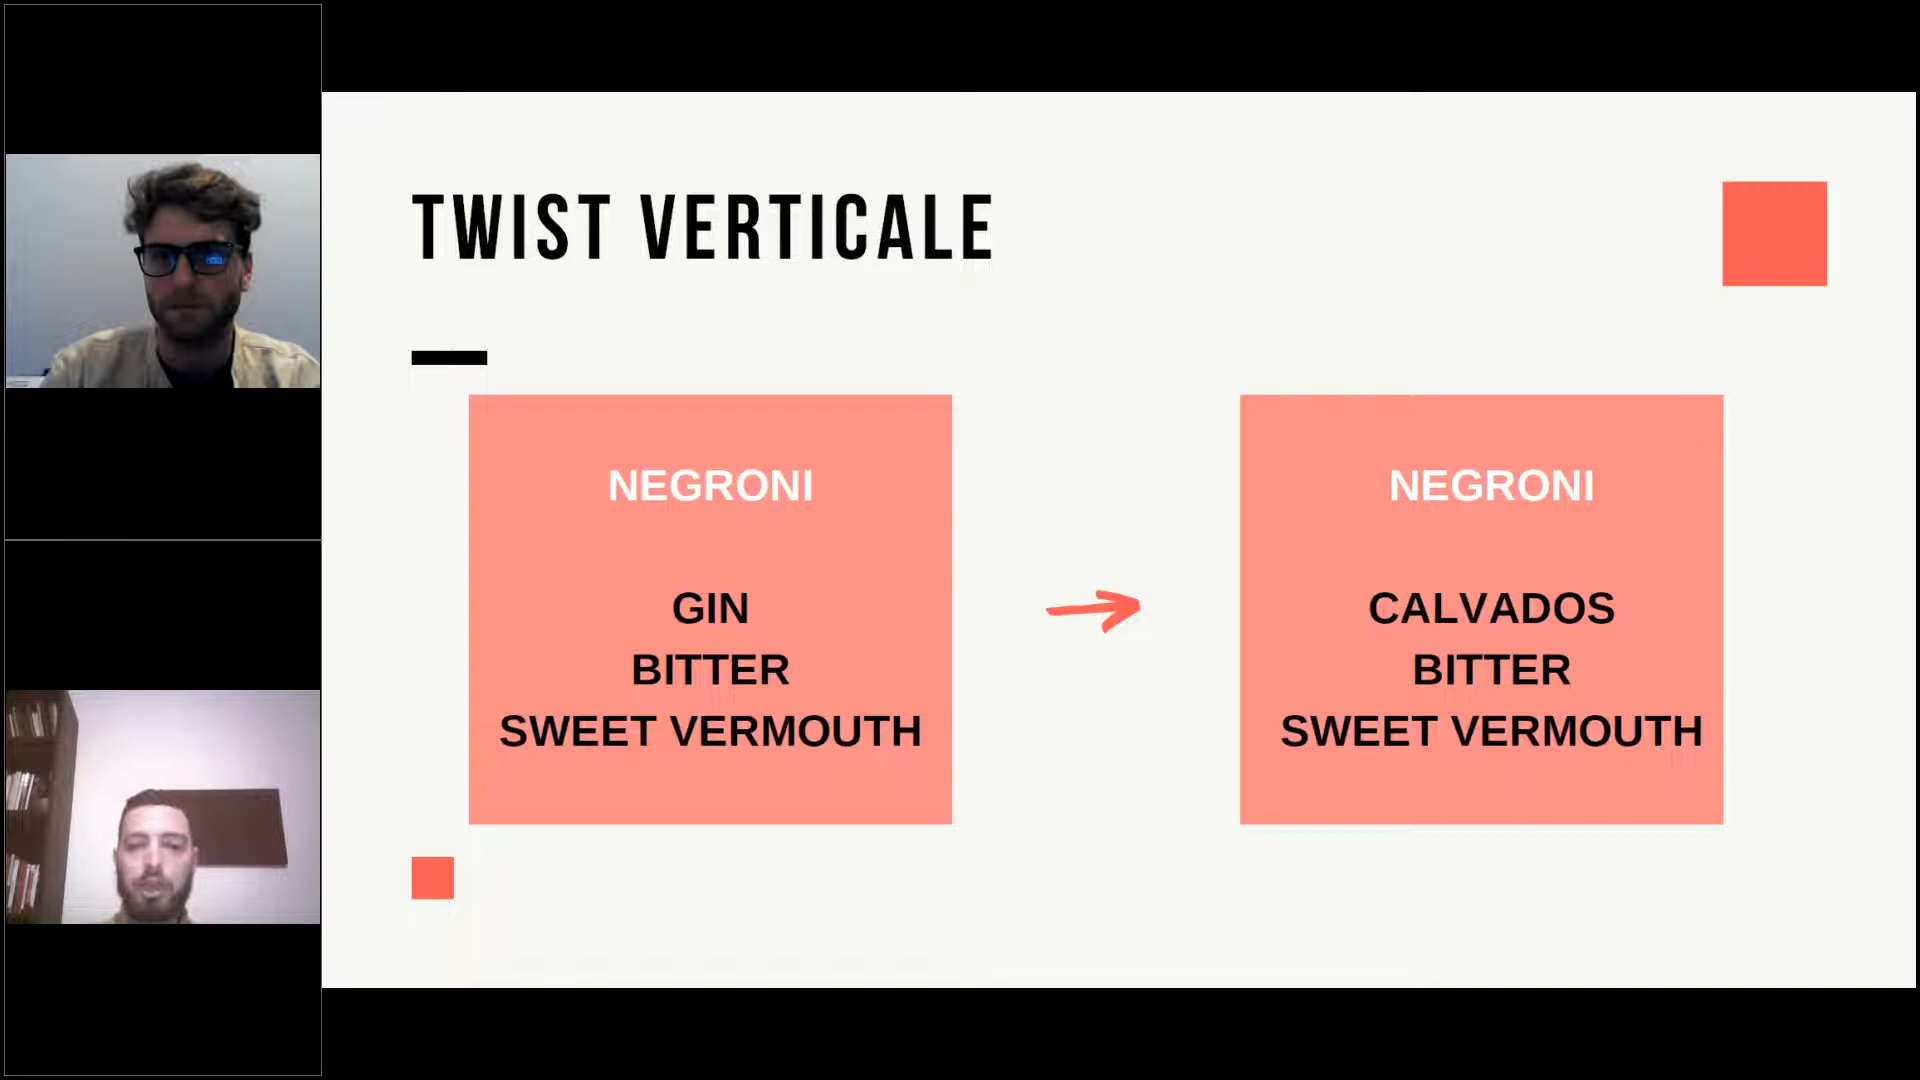 TWIST VERTICALE
NEGRONI
GIN
BITTER
SWEET VERMOUTH
NEGRONI
CALVADOS
BITTER
SWEET VERMOUTH